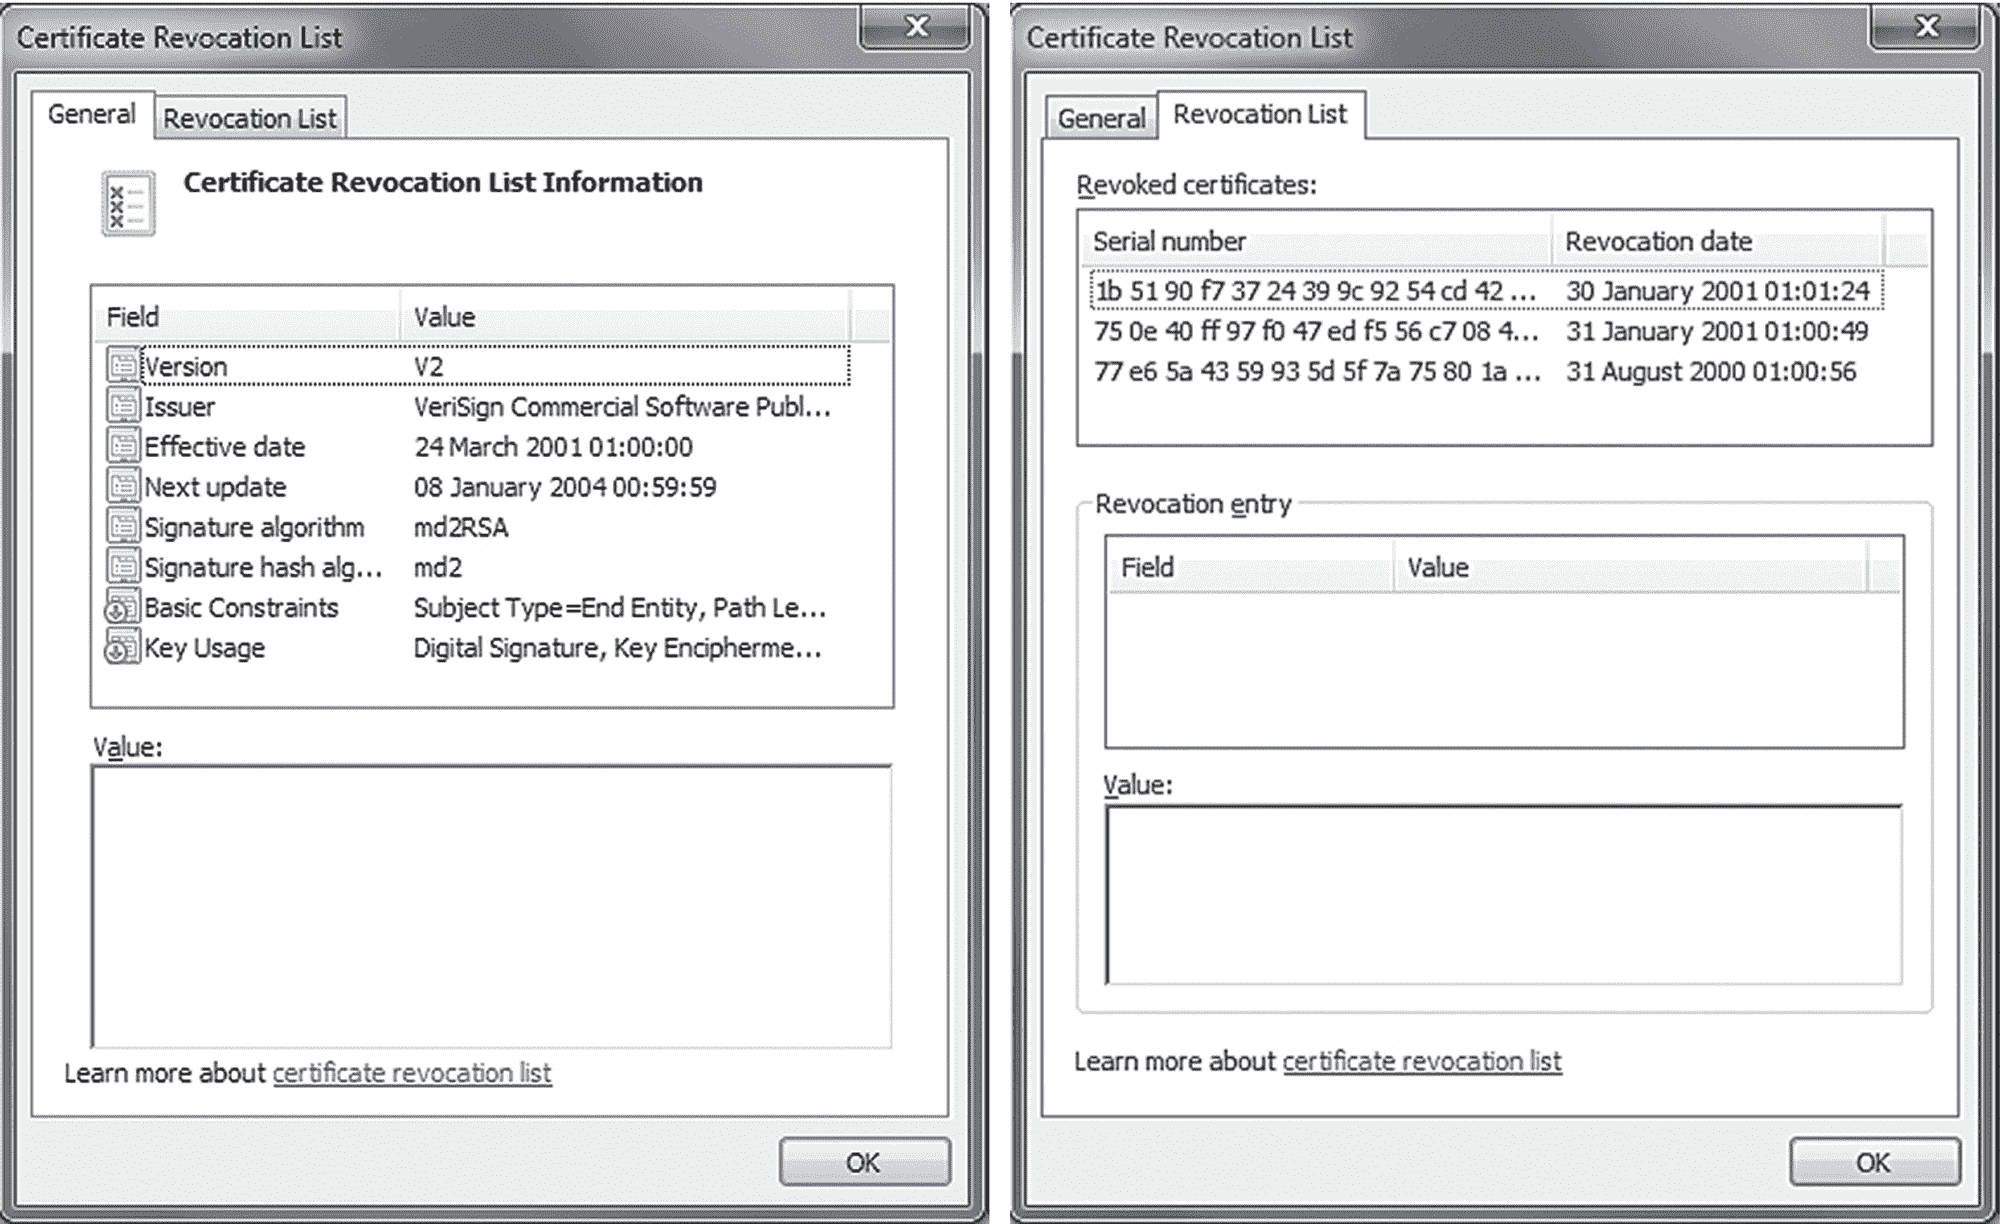 Certificate Revocation List
General
Revocation List
Certificate Revocation List Information
Field Value
Version V2
Issuer VeriSign Commercial Software Publ...
Effective date 24 March 2001 01:00:00
Next update 08 January 2004 00:59:59
Signature algorithm md2RSA
Signature hash alg... md2
Basic Constraints Subject Type=End Entity, Path Le...
Key Usage Digital Signature, Key Encipherme...
Value:
Learn more about certificate revocation list
OK
Certificate Revocation List
General
Revocation List
Revoked certificates:
Serial number Revocation date
1b 51 90 f7 37 24 39 9c 92 54 cd 42 ... 30 January 2001 01:01:24
75 0e 40 ff 97 f0 47 ed f5 56 c7 08 4... 31 January 2001 01:00:49
77 e6 5a 43 59 93 5d 5f 7a 75 80 1a ... 31 August 2000 01:00:56
Revocation entry
Field Value
Value:
Learn more about certificate revocation list
OK